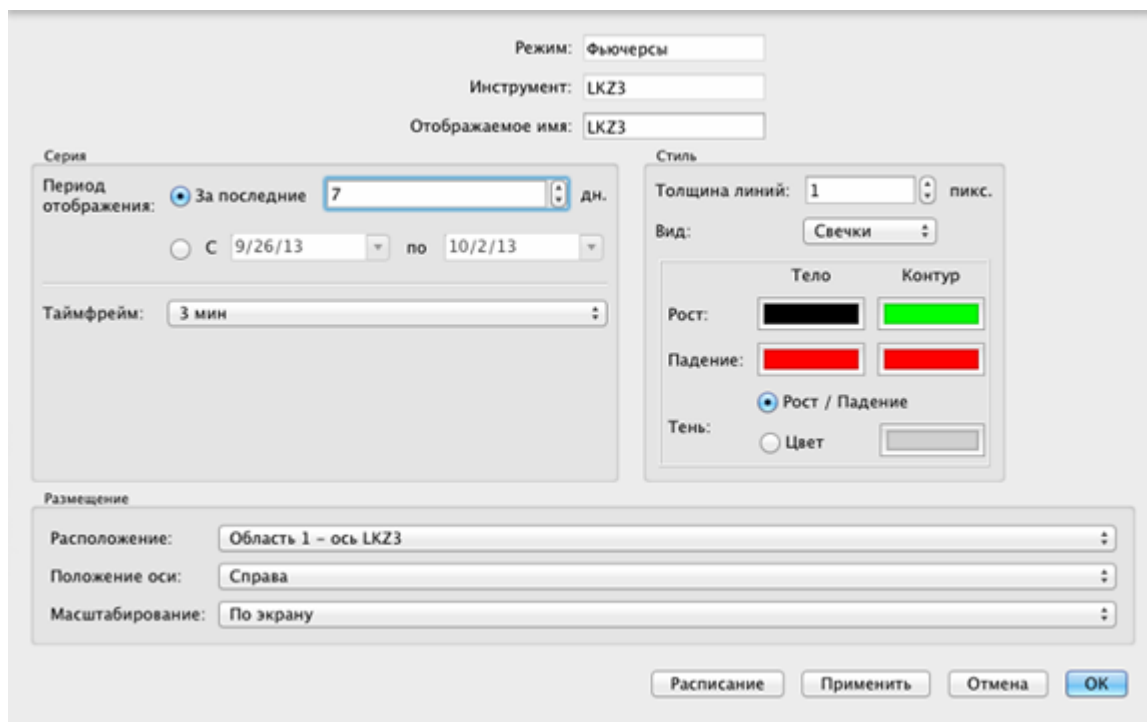 Режим: Фьючерсы
Инструмент: LKZ3
Отображаемое имя: LKZ3
Серия
Период отображения: За последние 7 дн.
С 9/26/13 по 10/2/13
Таймфрейм: 3 мин
Стиль
Толщина линий: 1 пикс.
Вид: Свечки
Тело Контур
Рост:
Падение:
Тень: Рост / Падение
Цвет
Размещение
Расположение: Область 1 – ось LKZ3
Положение оси: Справа
Масштабирование: По экрану
Расписание Применить Отмена OK